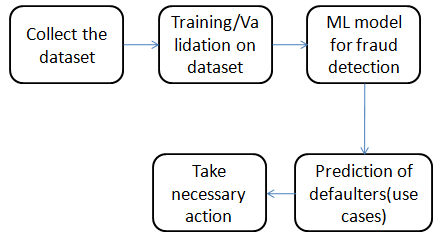 Collect the
dataset
Training/Va
lidation on
dataset
ML model
for fraud
detection
Prediction of
defaulters(use
cases)
Take
necessary
action